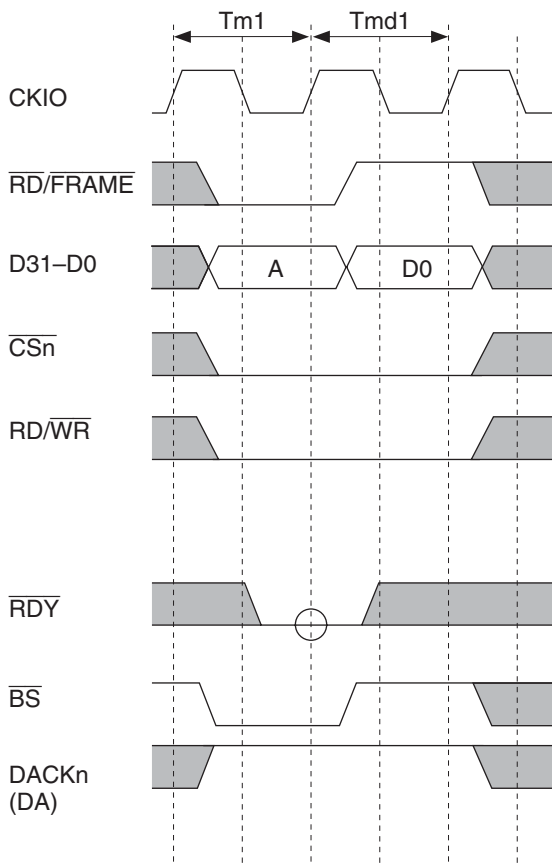 Tm1 Tmd1
CKIO
RD/FRAME
D31–D0
A D0
CSn
RD/WR
RDY
BS
DACKn
(DA)